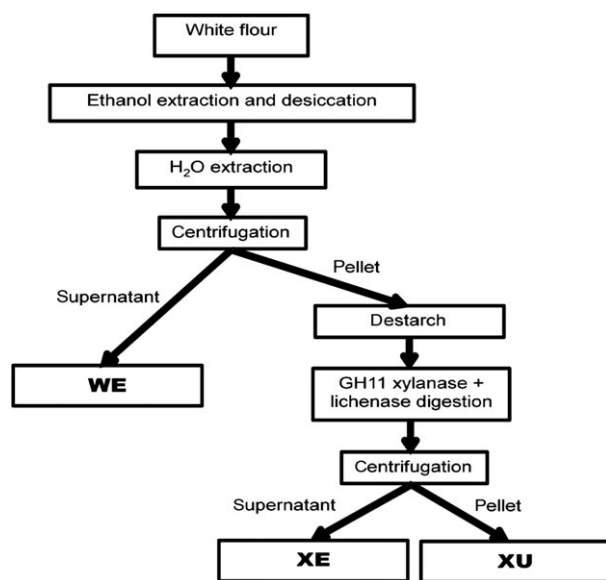 White flour
Ethanol extraction and desiccation
H₂O extraction
Centrifugation
Supernatant
Pellet
WE
Destarch
GH11 xylanase +
lichenase digestion
Centrifugation
Supernatant
Pellet
XE
XU